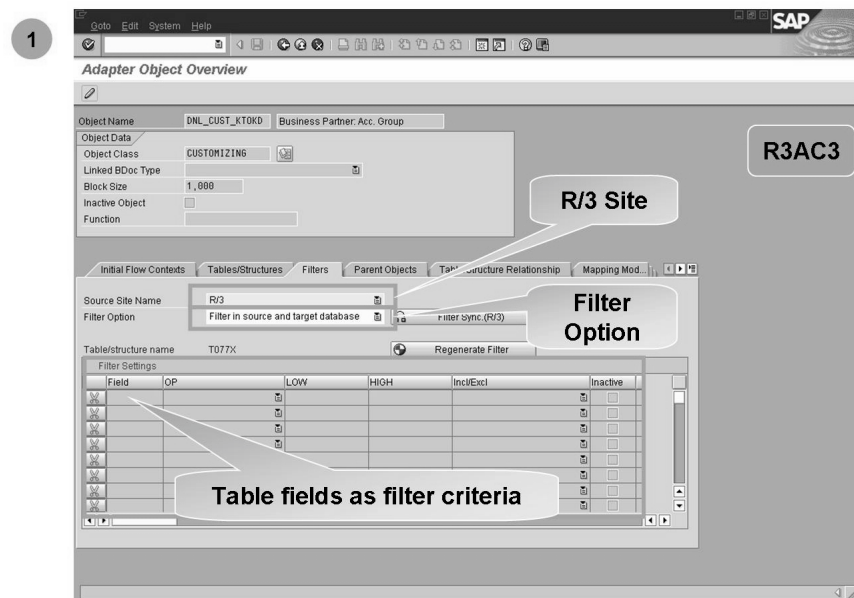 1
Goto Edit System Help
SAP
Adapter Object Overview
Object Name DNL_CUST_KTOKD Business Partner: Acc. Group
Object Data
Object Class CUSTOMIZING
Linked BDoc Type
Block Size 1,000
Inactive Object
Function
R3AC3
R/3 Site
Initial Flow Contexts Tables/Structures Filters Parent Objects Structure Relationship Mapping Mod...
Source Site Name R/3
Filter Option Filter in source and target database Filter Sync.(R/3)
Filter
Option
Table/structure name T077X Regenerate Filter
Filter Settings
Field OP LOW HIGH Incl/Excl Inactive
Table fields as filter criteria